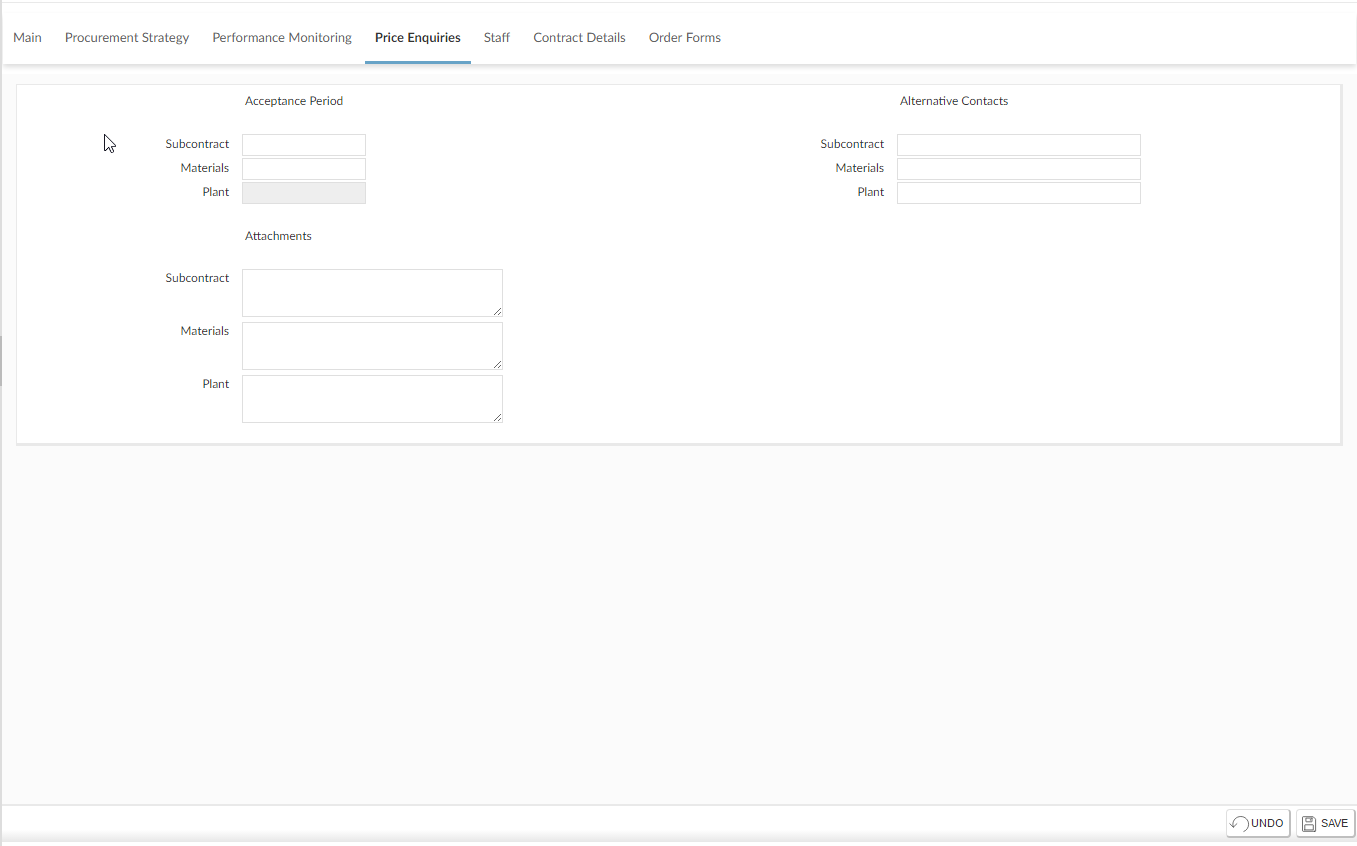 Main Procurement Strategy Performance Monitoring Price Enquiries Staff Contract Details Order Forms
Acceptance Period
Subcontract
Materials
Plant
Alternative Contacts
Subcontract
Materials
Plant
Attachments
Subcontract
Materials
Plant
UNDO SAVE